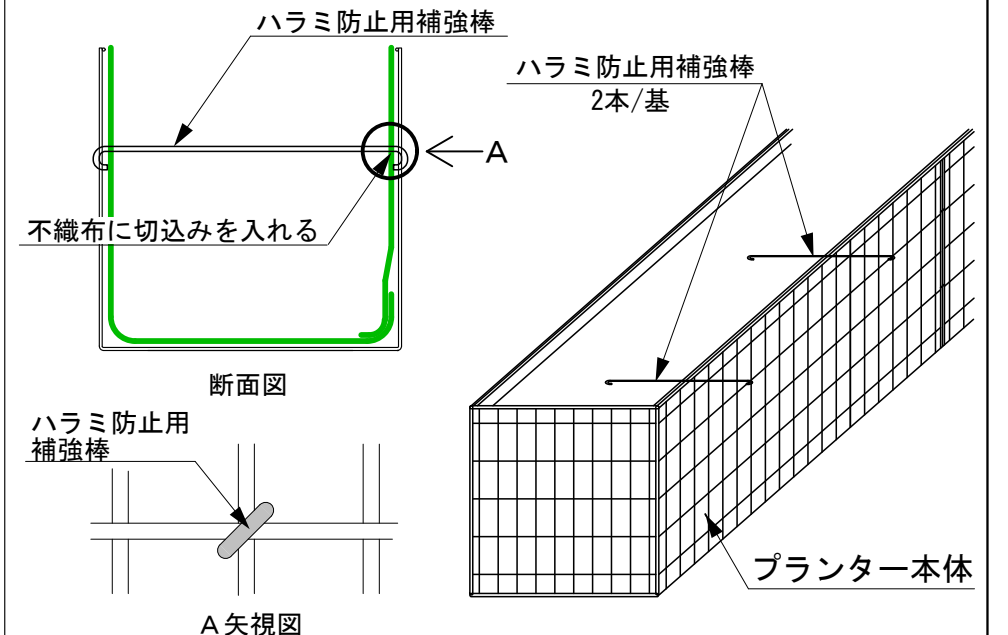 ハラミ防止用補強棒
A
不織布に切込みを入れる
断面図
ハラミ防止用
補強棒
A矢視図
ハラミ防止用補強棒
2本/基
プランター本体